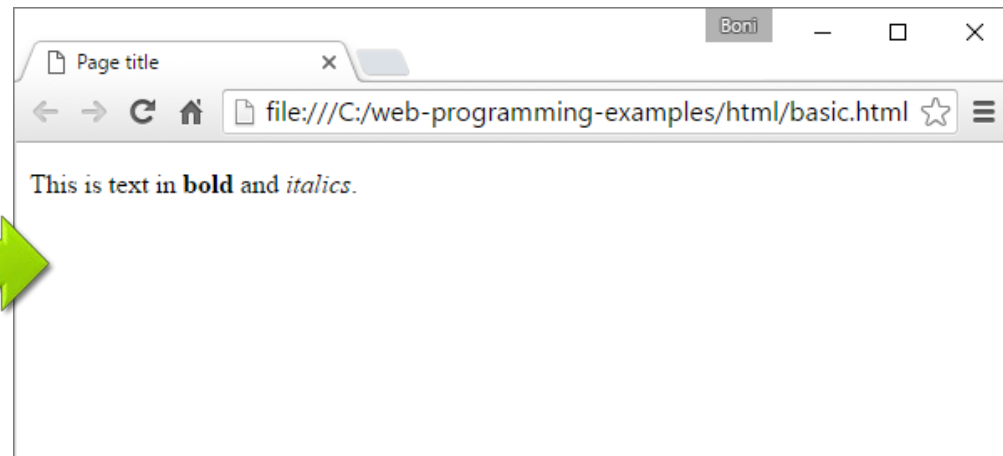 Boni
Page title
file:///C:/web-programming-examples/html/basic.html
This is text in bold and italics.